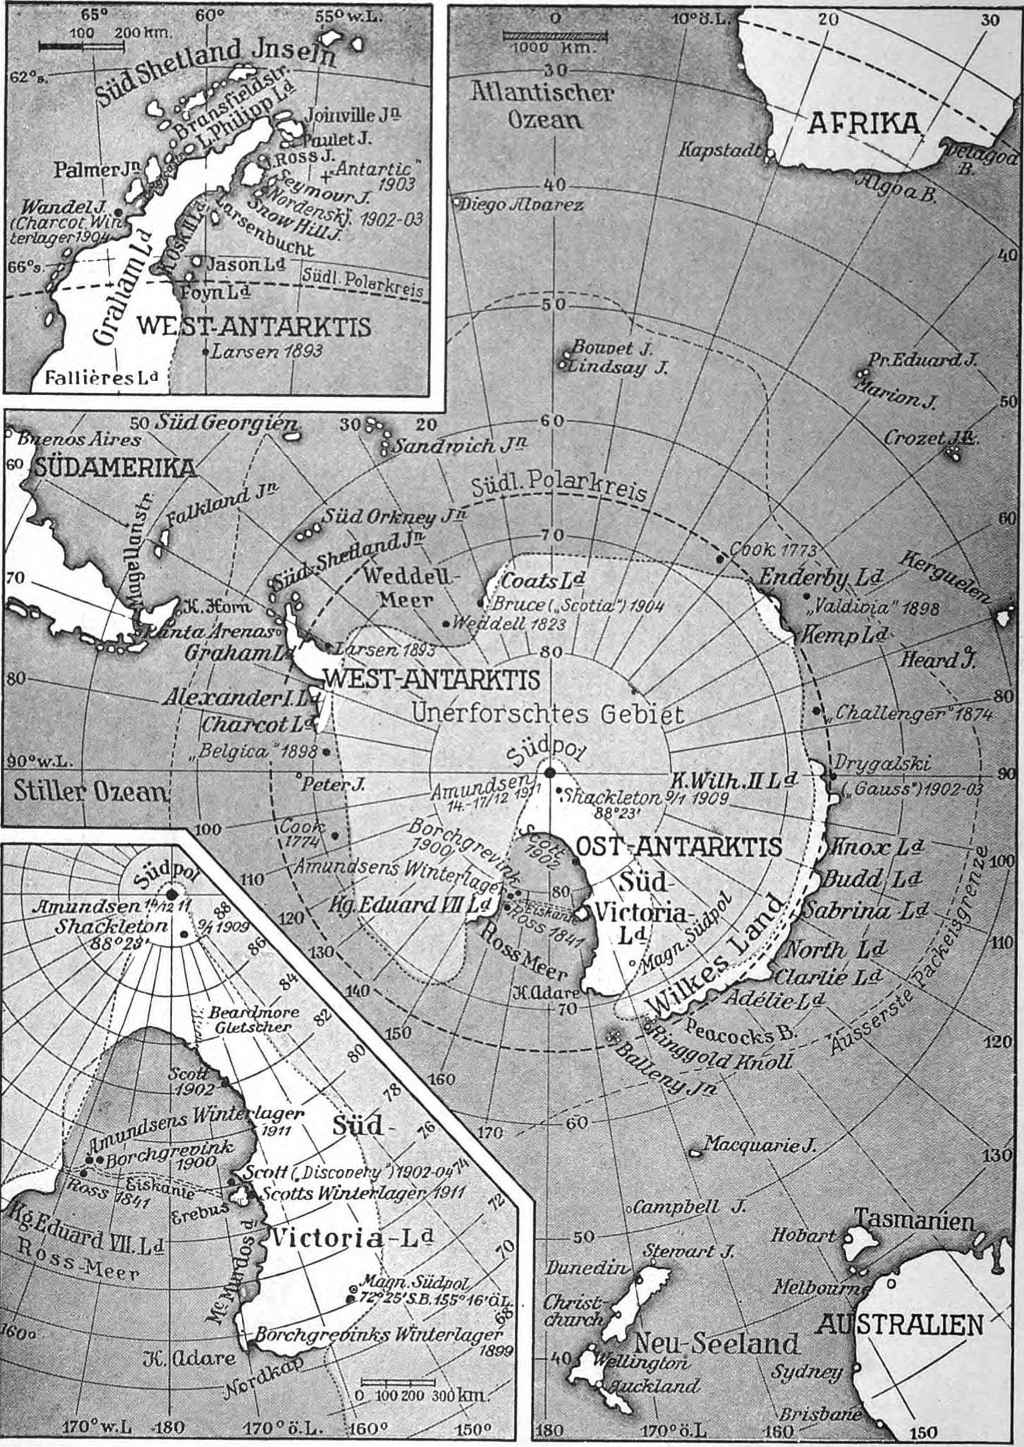 65°
60°
55° w.L.
100 200 km.
62° s.
Süd Shetland Jnseln
Bransfieldstr.
L. Philipp Ld
Joinville Jn
Paulet J.
J. Ross J.
"Antartic"
1903
Palmer Jn
Seymour J.
(Nordenskj. 1902-03
Snow Hill J.
Larsenbucht
Wandel J.
(Charcot Win
terlager 1904
K. Osk. II Ld
66° s.
Jason Ld
Südl. Polarkreis
Foyn Ld
Graham Ld
WEST-ANTARKTIS
Larsen 1893
Fallières Ld
0
10° ö.L.
20
30
1000 km.
30
Atlantischer
Ozean
AFRIKA
Kapstadt
Delagoa
B.
Algoa B.
40
Diego Alvarez
40
50
Bouvet J.
Lindsay J.
Pr. Eduard J.
Marion J.
50
Crozet Jn.
50
Süd Georgien
30
20
60
Buenos Aires
60
SÜDAMERIKA
Sandwich Jn
Südl. Polarkreis
Falkland Jn
Süd Orkney Jn
60
Magellanstr.
Süd Shetland Jn
70
Cook 1773
Kerguelen
70
Weddell-
Meer
Coats Ld
Enderby Ld
Bruce („Scotia") 1904
„Valdivia" 1898
K. Horn
Weddell 1823
Punta Arenas
Kemp Ld
Graham Ld
Larsen 1893
80
Heard J.
80
WEST-ANTARKTIS
Alexander I. Ld
80
Unerforschtes Gebiet
Charcot Ld
„Challenger" 1874
„Belgica" 1898
Südpol
90° w.L.
Drygalski
90
(„Gauss") 1902-03
Stiller Ozean
Peter J.
Amundsen
14.-17/12 1911
K. Wilh. II Ld
Shackleton 9/1 1909
88°23'
100
Cook
1774
Borchgrevink
1900
Scott
1902
OST-ANTARKTIS
Knox Ld
100
Amundsens Winterlager
110
Budd Ld
80
Süd-
Victoria-
Ld
Kg. Eduard VII Ld
120
Eiskante
Ross 1841
Sabrina Ld
110
Magn. Südpol
Ross Meer
130
North Ld
Wilkes Land
Clarlie Ld
140
K. Adare
70
Adélie Ld
Ausserste Packeisgrenze
150
Peacocks B.
120
Ringgold Knoll
Balleny Jn
160
170
60
Macquarie J.
130
Campbell J.
50
Hobart
Tasmanien
Stewart J.
Dunedin
Melbourne
Christ-
church
AUSTRALIEN
Neu-Seeland
40
Wellington
Sydney
Auckland
Brisbane
180
170° ö.L.
160
150
Südpol
Amundsen 14/12 11
88
Shackleton
88°23'
9/1 1909
86
84
Beardmore
Gletscher
82
80
Scott
1902
78
Amundsens Winterlager
1911
Süd-
Borchgrevink
1900
76
Scott („Discovery") 1902-04
74
Ross 1841
Eiskante
Scotts Winterlager 1911
72
Erebus
Kg. Eduard VII. Ld
Victoria-Ld
Ross-Meer
70
Mc Murdos d
Magn. Südpol
72°25' S.B. 155°16' ÖL.
68
160°
Borchgrevinks Winterlager
1899
K. Adare
Nordkap
0 100 200 300 km.
170° w.L
180
170° ö.L.
160°
150°